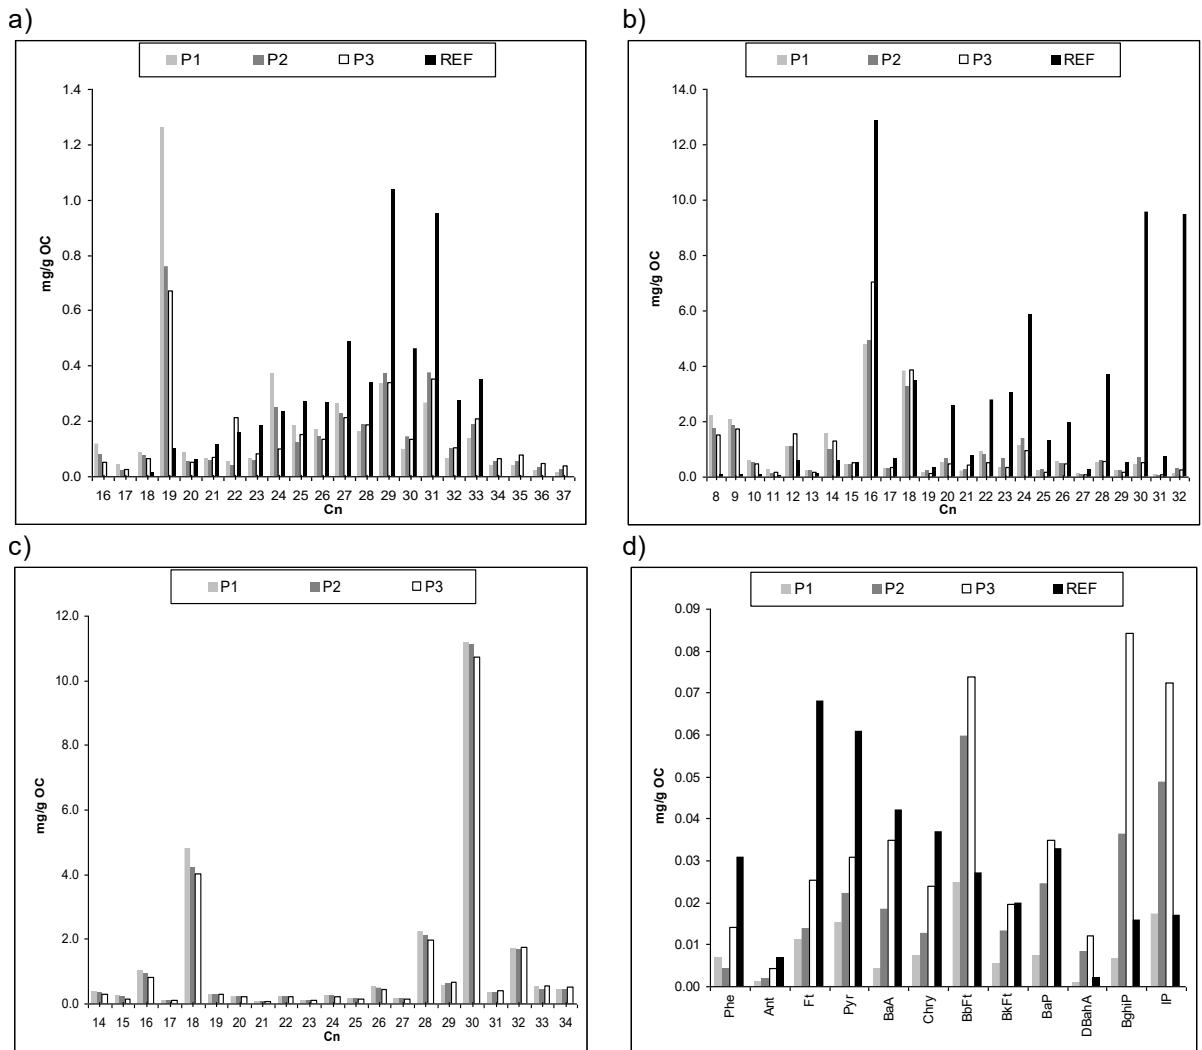 a)
P1 P2 P3 REF
1.4
1.2
1.0
0.8
0.6
0.4
0.2
0.0
mg/g OC
16 17 18 19 20 21 22 23 24 25 26 27 28 29 30 31 32 33 34 35 36 37
Cn
b)
P1 P2 P3 REF
14.0
12.0
10.0
8.0
6.0
4.0
2.0
0.0
mg/g OC
8 9 10 11 12 13 14 15 16 17 18 19 20 21 22 23 24 25 26 27 28 29 30 31 32
Cn
c)
P1 P2 P3
12.0
10.0
8.0
6.0
4.0
2.0
0.0
mg/g OC
14 15 16 17 18 19 20 21 22 23 24 25 26 27 28 29 30 31 32 33 34
Cn
d)
P1 P2 P3 REF
0.09
0.08
0.07
0.06
0.05
0.04
0.03
0.02
0.01
0.00
mg/g OC
Phe Ant Ft Pyr BaA Chry BbFt BkFt BaP DBahA BghiP IP